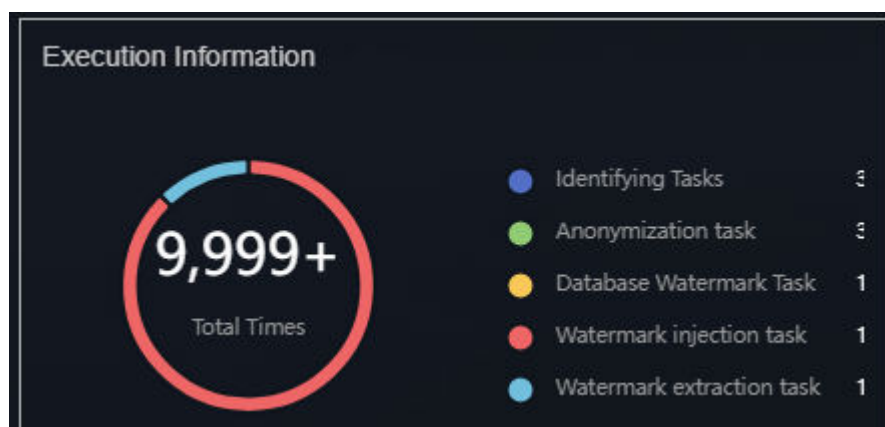 Execution Information
9,999+
Total Times
Identifying Tasks
Anonymization task
Database Watermark Task 1
Watermark injection task 1
Watermark extraction task 1